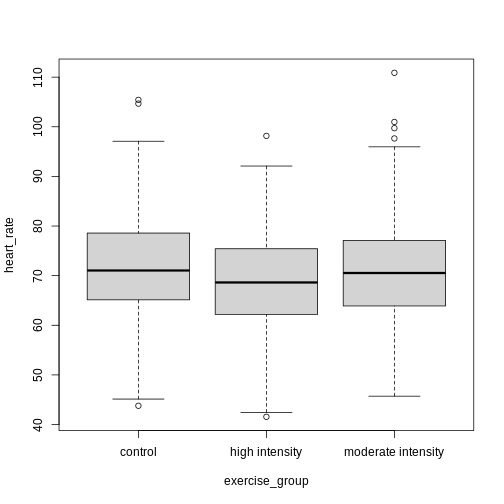 110
100
90
80
70
60
50
40
heart_rate
control
high intensity
moderate intensity
exercise_group